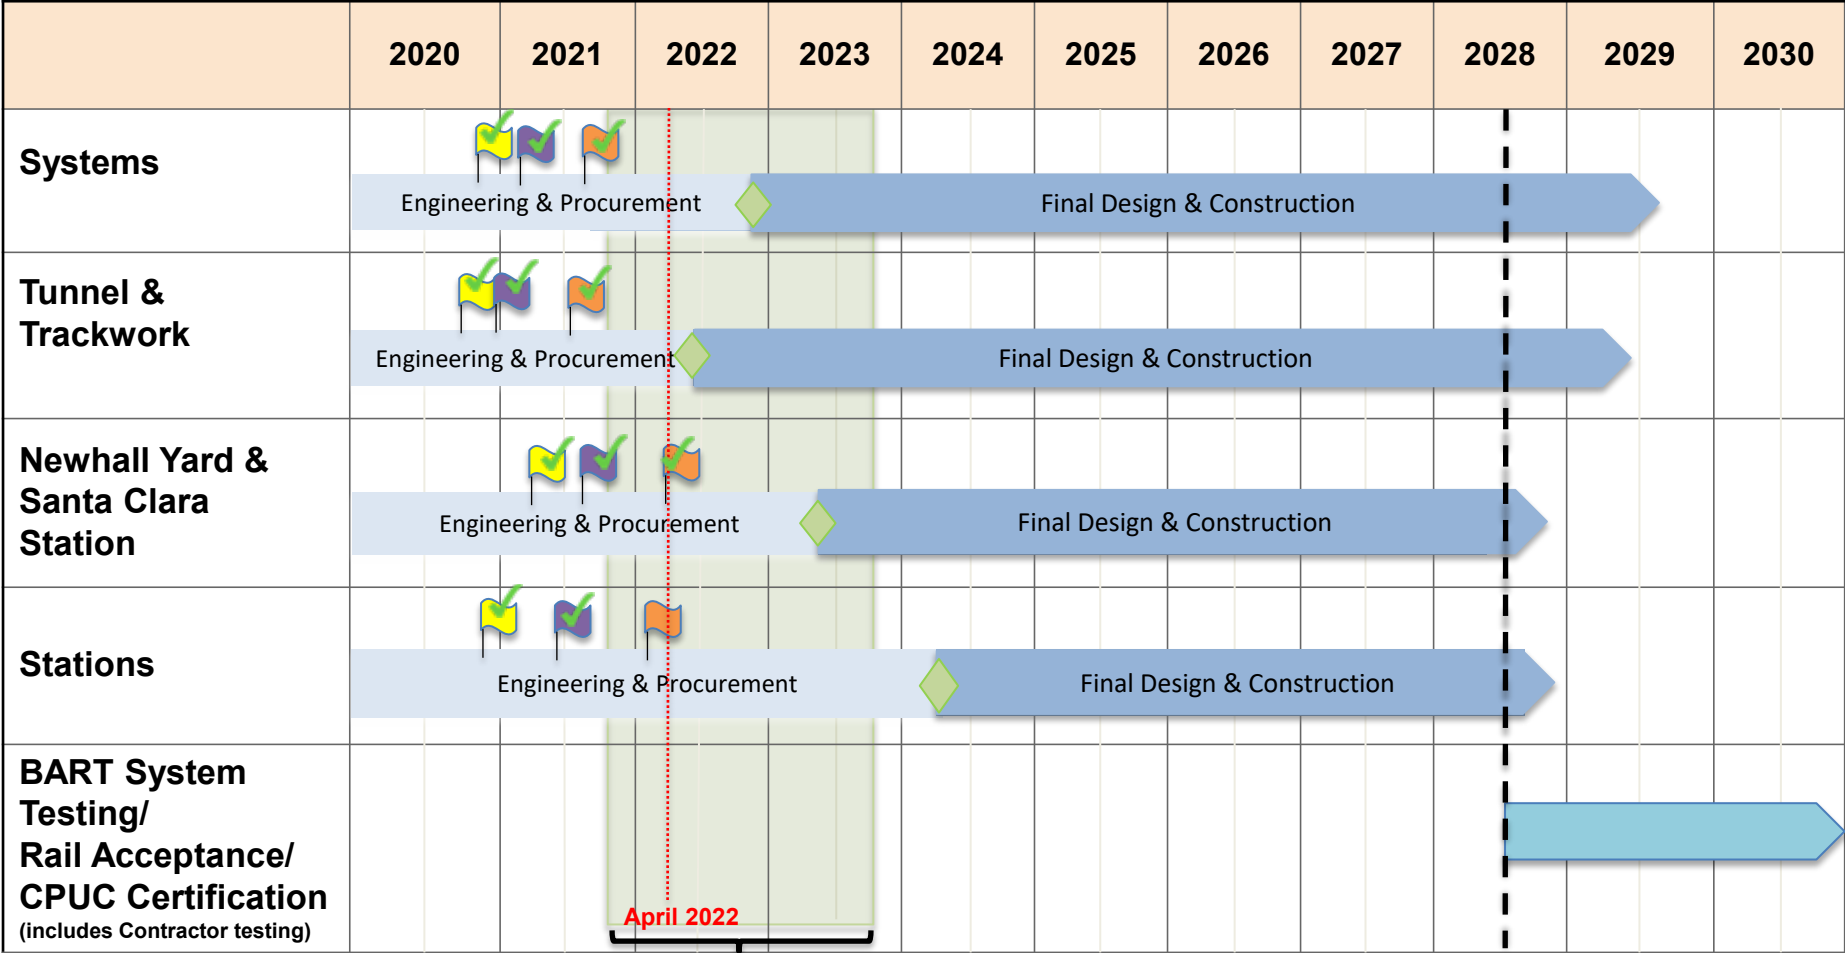 2020 2021 2022 2023 2024 2025 2026 2027 2028 2029 2030
Systems
Engineering & Procurement
Final Design & Construction
Tunnel &
Trackwork
Engineering & Procurement
Final Design & Construction
Newhall Yard &
Santa Clara
Station
Engineering & Procurement
Final Design & Construction
Stations
Engineering & Procurement
Final Design & Construction
BART System
Testing/
Rail Acceptance/
CPUC Certification
(includes Contractor testing)
April 2022